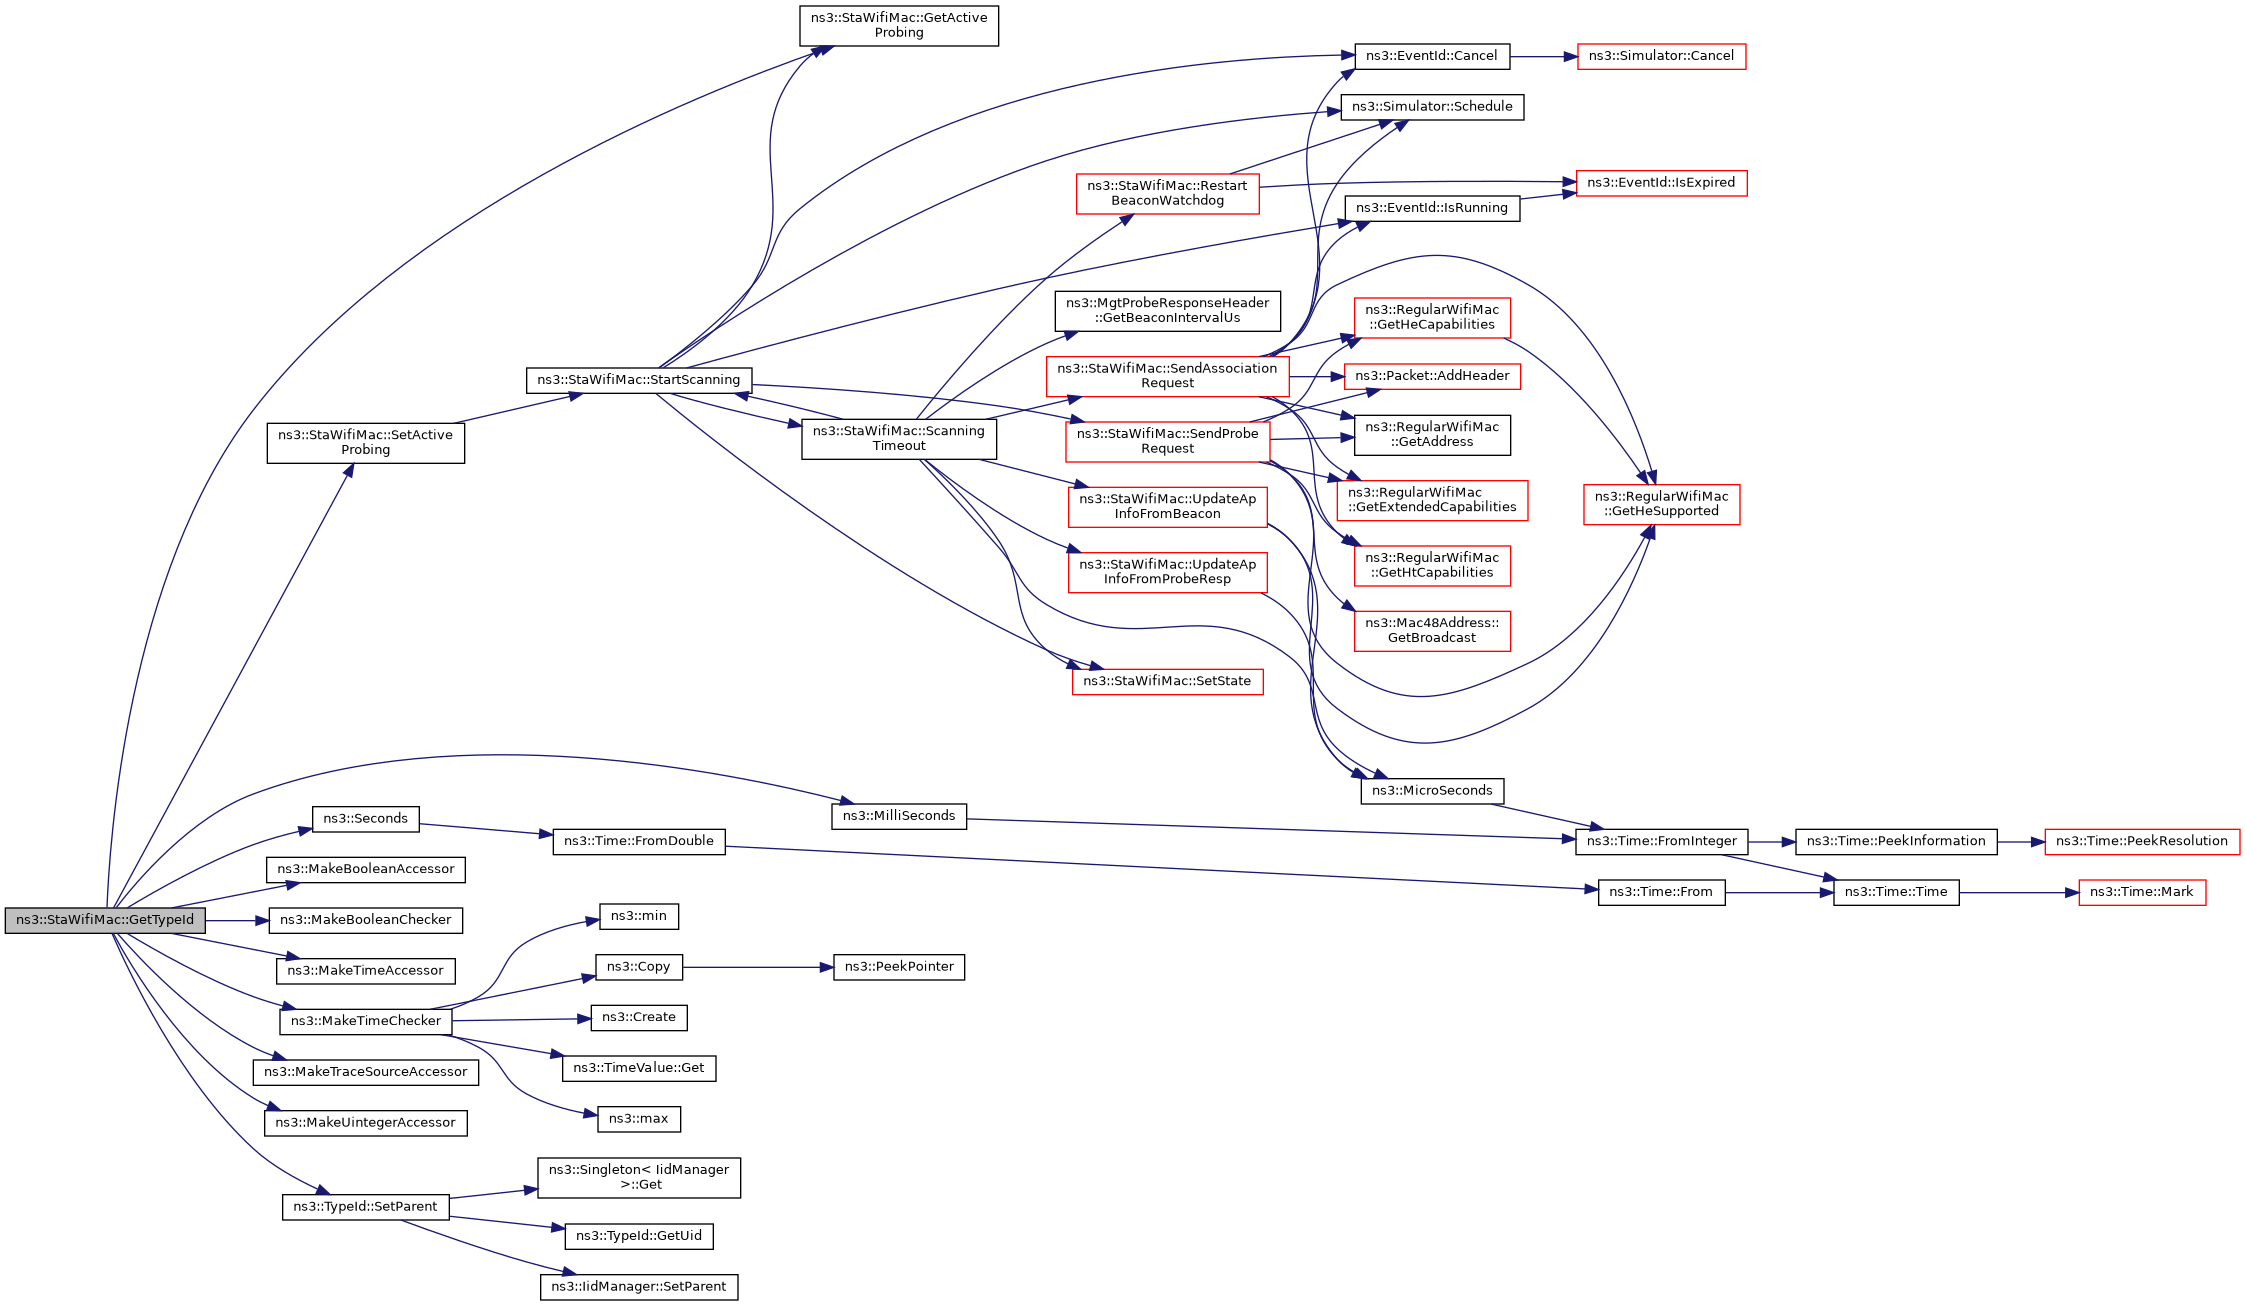 ns3::StaWifiMac::GetTypeId
ns3::StaWifiMac::SetActive
Probing
ns3::Seconds
ns3::MakeBooleanAccessor
ns3::MakeBooleanChecker
ns3::MakeTimeAccessor
ns3::MakeTimeChecker
ns3::MakeTraceSourceAccessor
ns3::MakeUintegerAccessor
ns3::TypeId::SetParent
ns3::StaWifiMac::StartScanning
ns3::Time::FromDouble
ns3::min
ns3::Copy
ns3::Create
ns3::TimeValue::Get
ns3::max
ns3::Singleton< IidManager
>::Get
ns3::TypeId::GetUid
ns3::IidManager::SetParent
ns3::StaWifiMac::GetActive
Probing
ns3::StaWifiMac::Scanning
Timeout
ns3::MilliSeconds
ns3::PeekPointer
ns3::StaWifiMac::Restart
BeaconWatchdog
ns3::MgtProbeResponseHeader
::GetBeaconIntervalUs
ns3::StaWifiMac::SendAssociation
Request
ns3::StaWifiMac::SendProbe
Request
ns3::StaWifiMac::UpdateAp
InfoFromBeacon
ns3::StaWifiMac::UpdateAp
InfoFromProbeResp
ns3::StaWifiMac::SetState
ns3::EventId::Cancel
ns3::Simulator::Schedule
ns3::EventId::IsRunning
ns3::RegularWifiMac
::GetHeCapabilities
ns3::Packet::AddHeader
ns3::RegularWifiMac
::GetAddress
ns3::RegularWifiMac
::GetExtendedCapabilities
ns3::RegularWifiMac
::GetHtCapabilities
ns3::Mac48Address::
GetBroadcast
ns3::MicroSeconds
ns3::Simulator::Cancel
ns3::EventId::IsExpired
ns3::RegularWifiMac
::GetHeSupported
ns3::Time::FromInteger
ns3::Time::From
ns3::Time::PeekInformation
ns3::Time::Time
ns3::Time::PeekResolution
ns3::Time::Mark